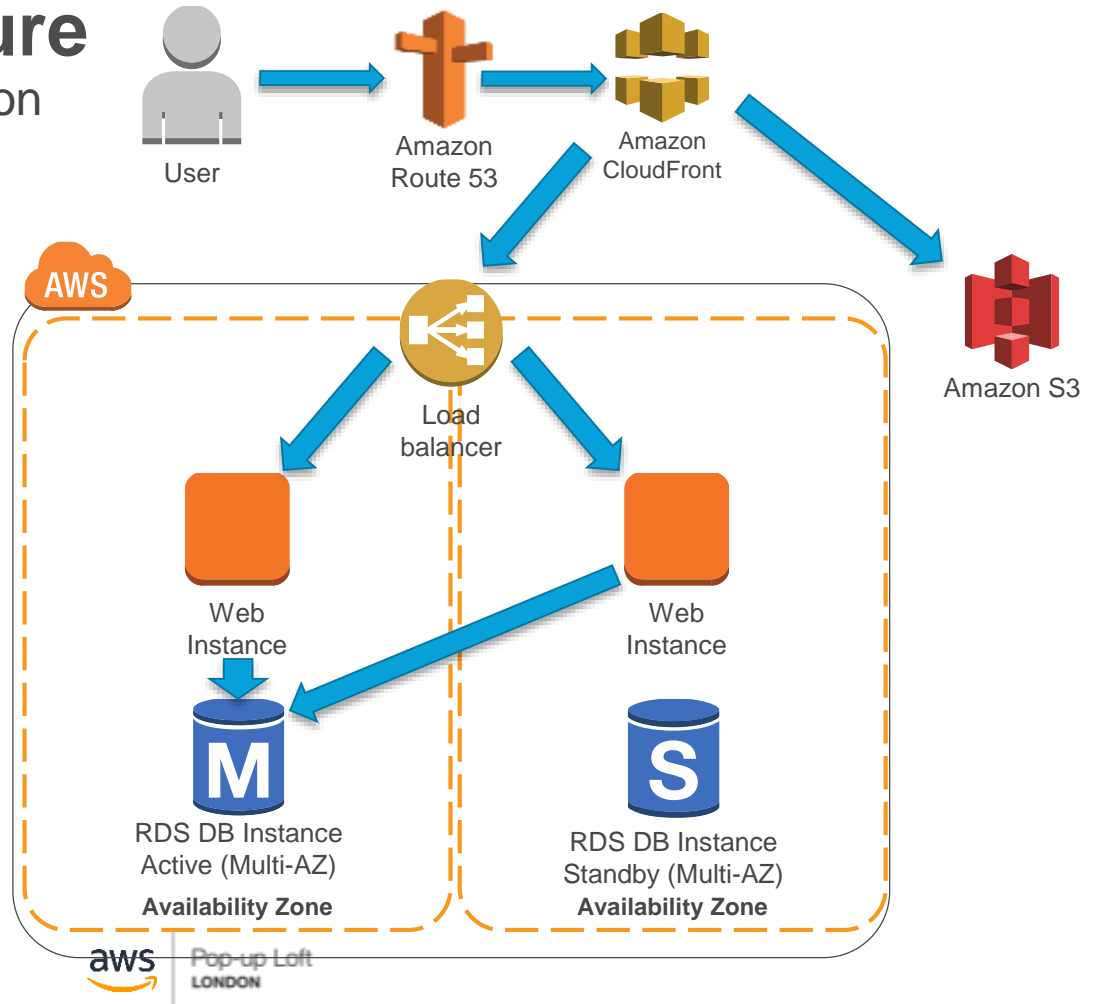 ure
on
User
Amazon
Route 53
Amazon
CloudFront
AWS
Amazon S3
Load
balancer
Web
Instance
Web
Instance
M
S
RDS DB Instance
Active (Multi-AZ)
Availability Zone
RDS DB Instance
Standby (Multi-AZ)
Availability Zone
aws
Pop-up Loft
LONDON